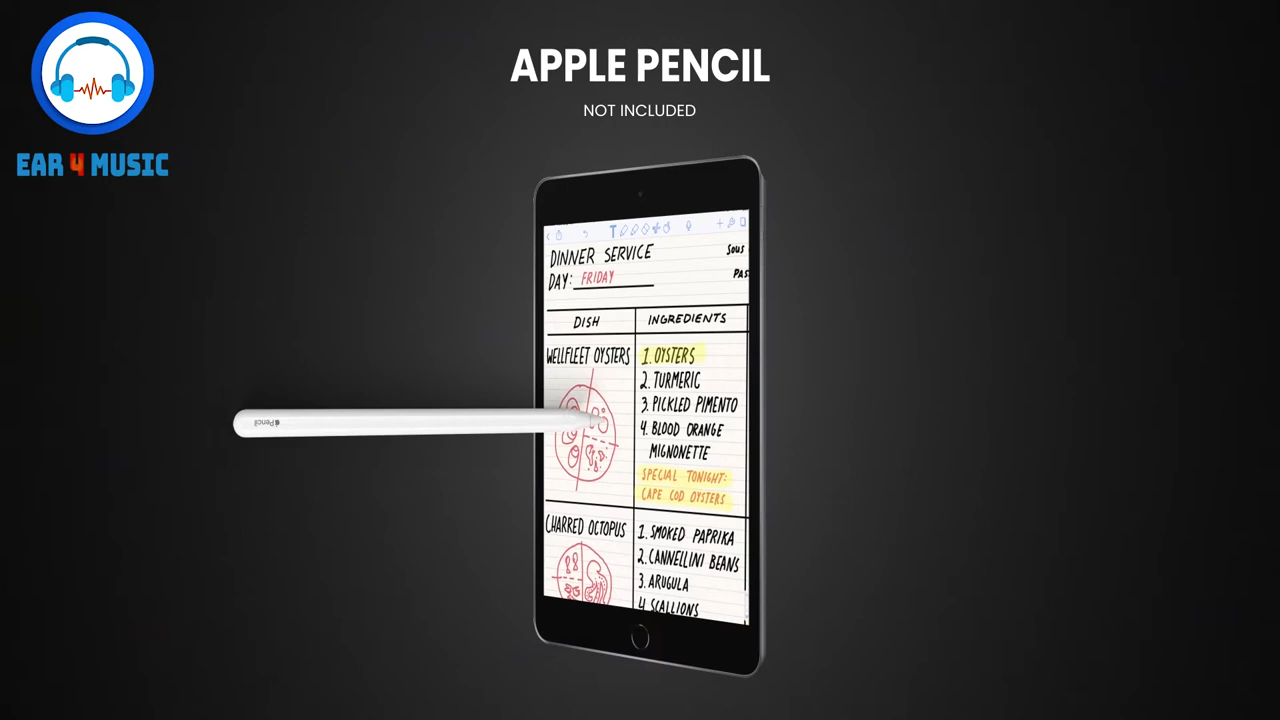 APPLE PENCIL
NOT INCLUDED
EAR 4 MUSIC
DINNER SERVICE
SOUS
DAY: FRIDAY
DISH
INGREDIENTS
WELLFLEET OYSTERS
1. OYSTERS
2. TURMERIC
3. PICKLED PIMENTO
4. BLOOD ORANGE
MIGNONETTE
SPECIAL TONIGHT:
CAPE COD OYSTERS
Pencil
CHARRED OCTOPUS
1. SMOKED PAPRIKA
2. CANNELLINI BEANS
3. ARUGULA
4. SCALLIONS